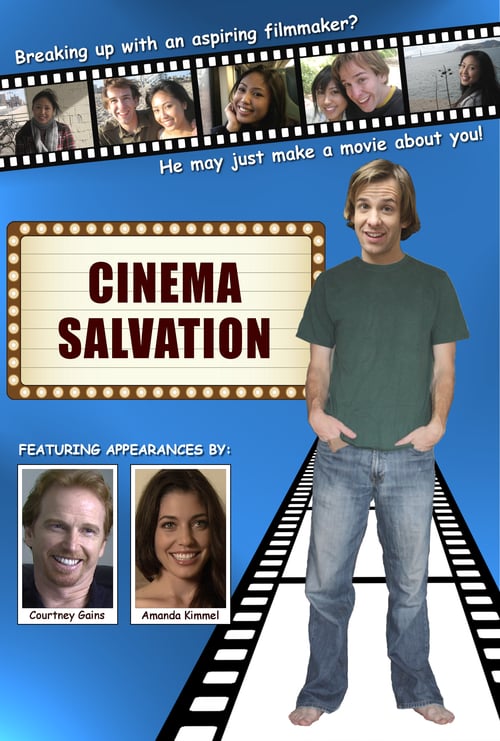 Breaking up with an aspiring filmmaker?
He may just make a movie about you!
CINEMA
SALVATION
FEATURING APPEARANCES BY:
Courtney Gains
Amanda Kimmel